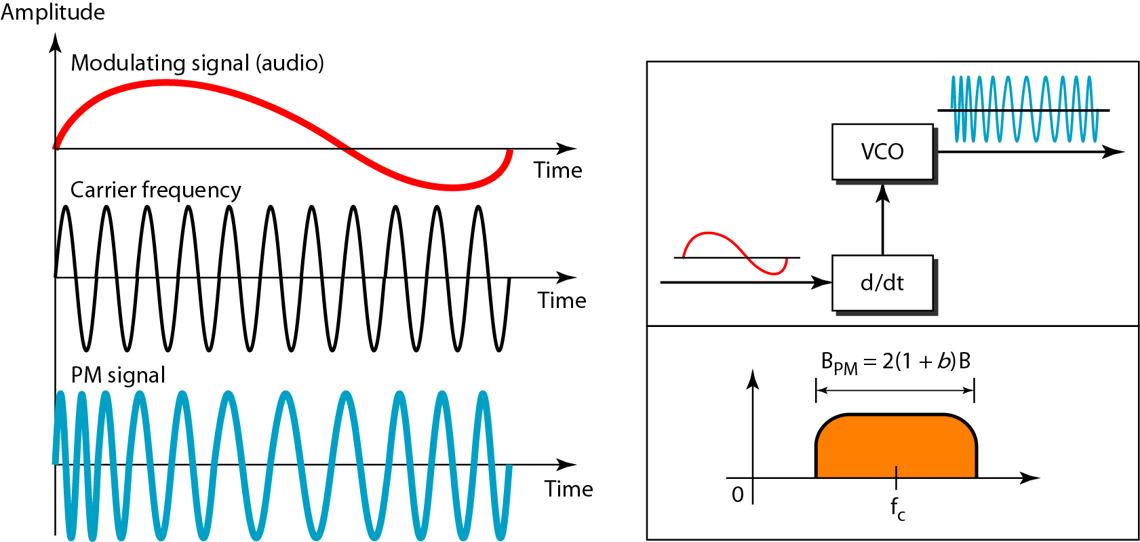 Amplitude
Modulating signal (audio)
Time
Carrier frequency
Time
PM signal
Time
VCO
d/dt
B_PM = 2(1 + b)B
0
f_c